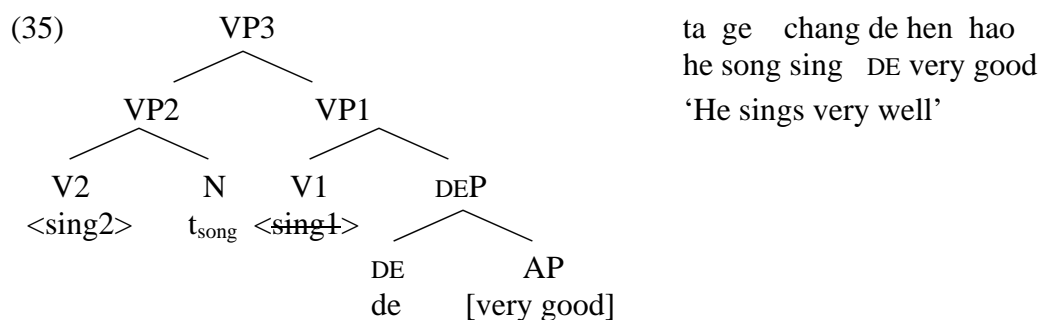 (35) VP3 ta ge chang de hen hao
he song sing DE very good
VP2 VP1 ‘He sings very well’
V2 N V1 DEP
<sing2> t_song <sing1>
DE AP
de [very good]